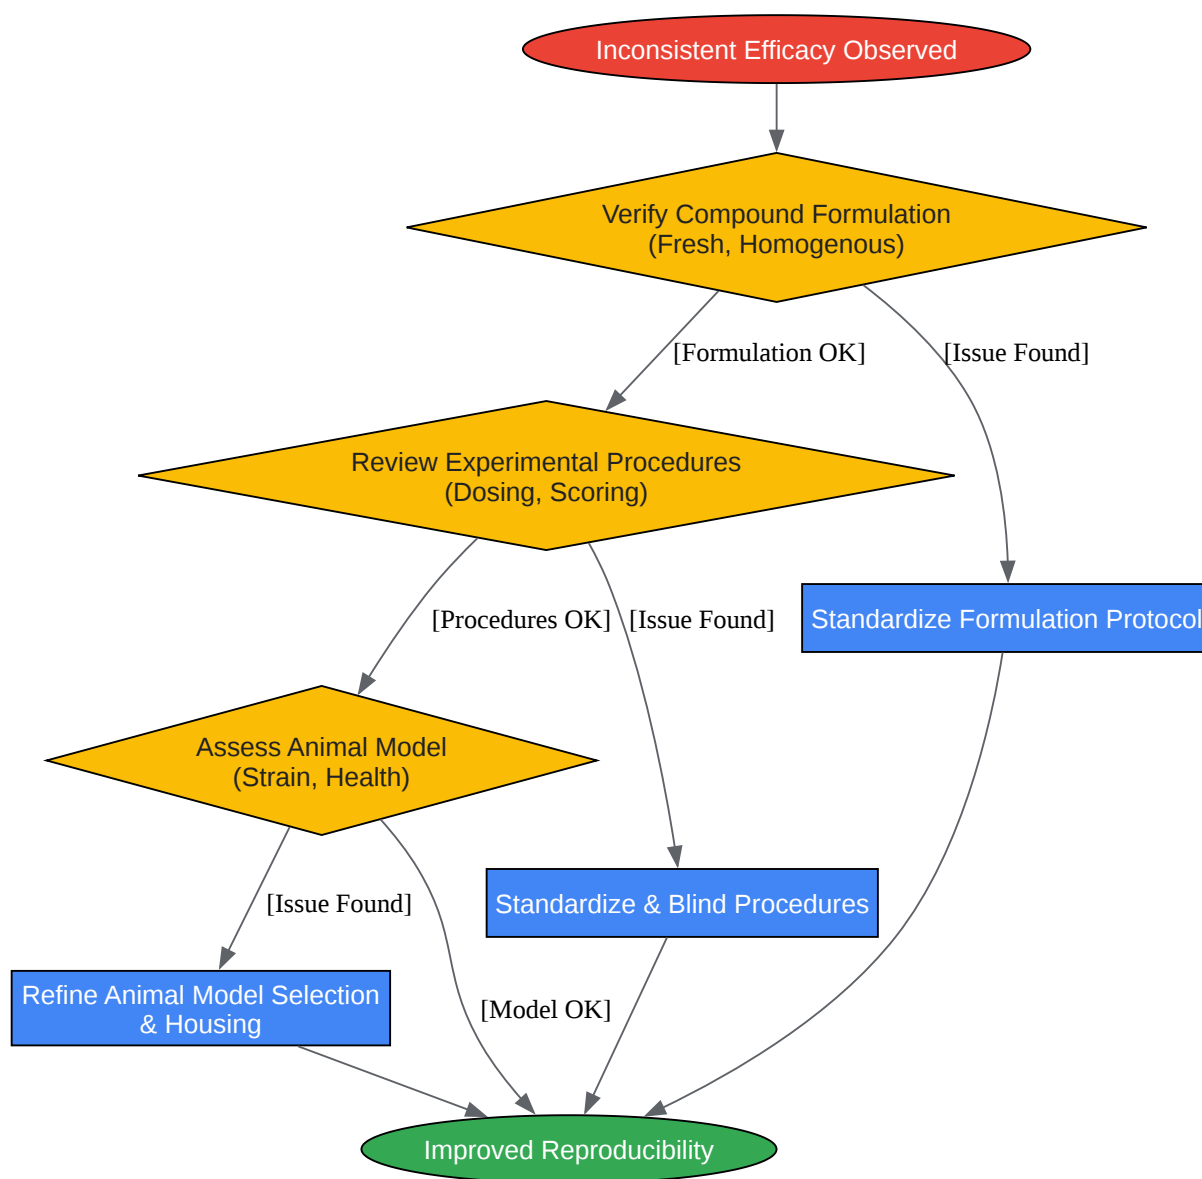 Inconsistent Efficacy Observed
Verify Compound Formulation
(Fresh, Homogenous)
[Formulation OK]
[Issue Found]
Review Experimental Procedures
(Dosing, Scoring)
[Procedures OK]
[Issue Found]
Standardize Formulation Protocol
Assess Animal Model
(Strain, Health)
[Issue Found]
Standardize & Blind Procedures
Refine Animal Model Selection
& Housing
[Model OK]
Improved Reproducibility